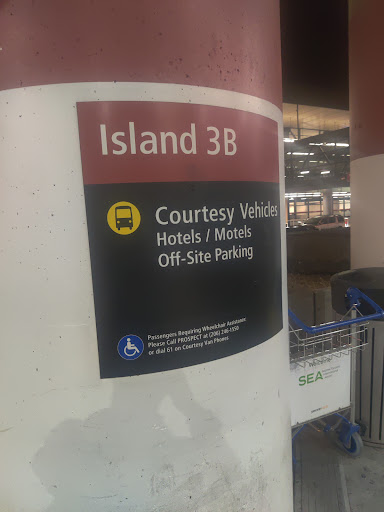 Island 3B
Courtesy Vehicles
Hotels / Motels
Off-Site Parking
Passengers Requiring Wheelchair Assistance:
Please Call PROSPECT at (206) 246-1550
or dial 61 on Courtesy Van Phones
SEA